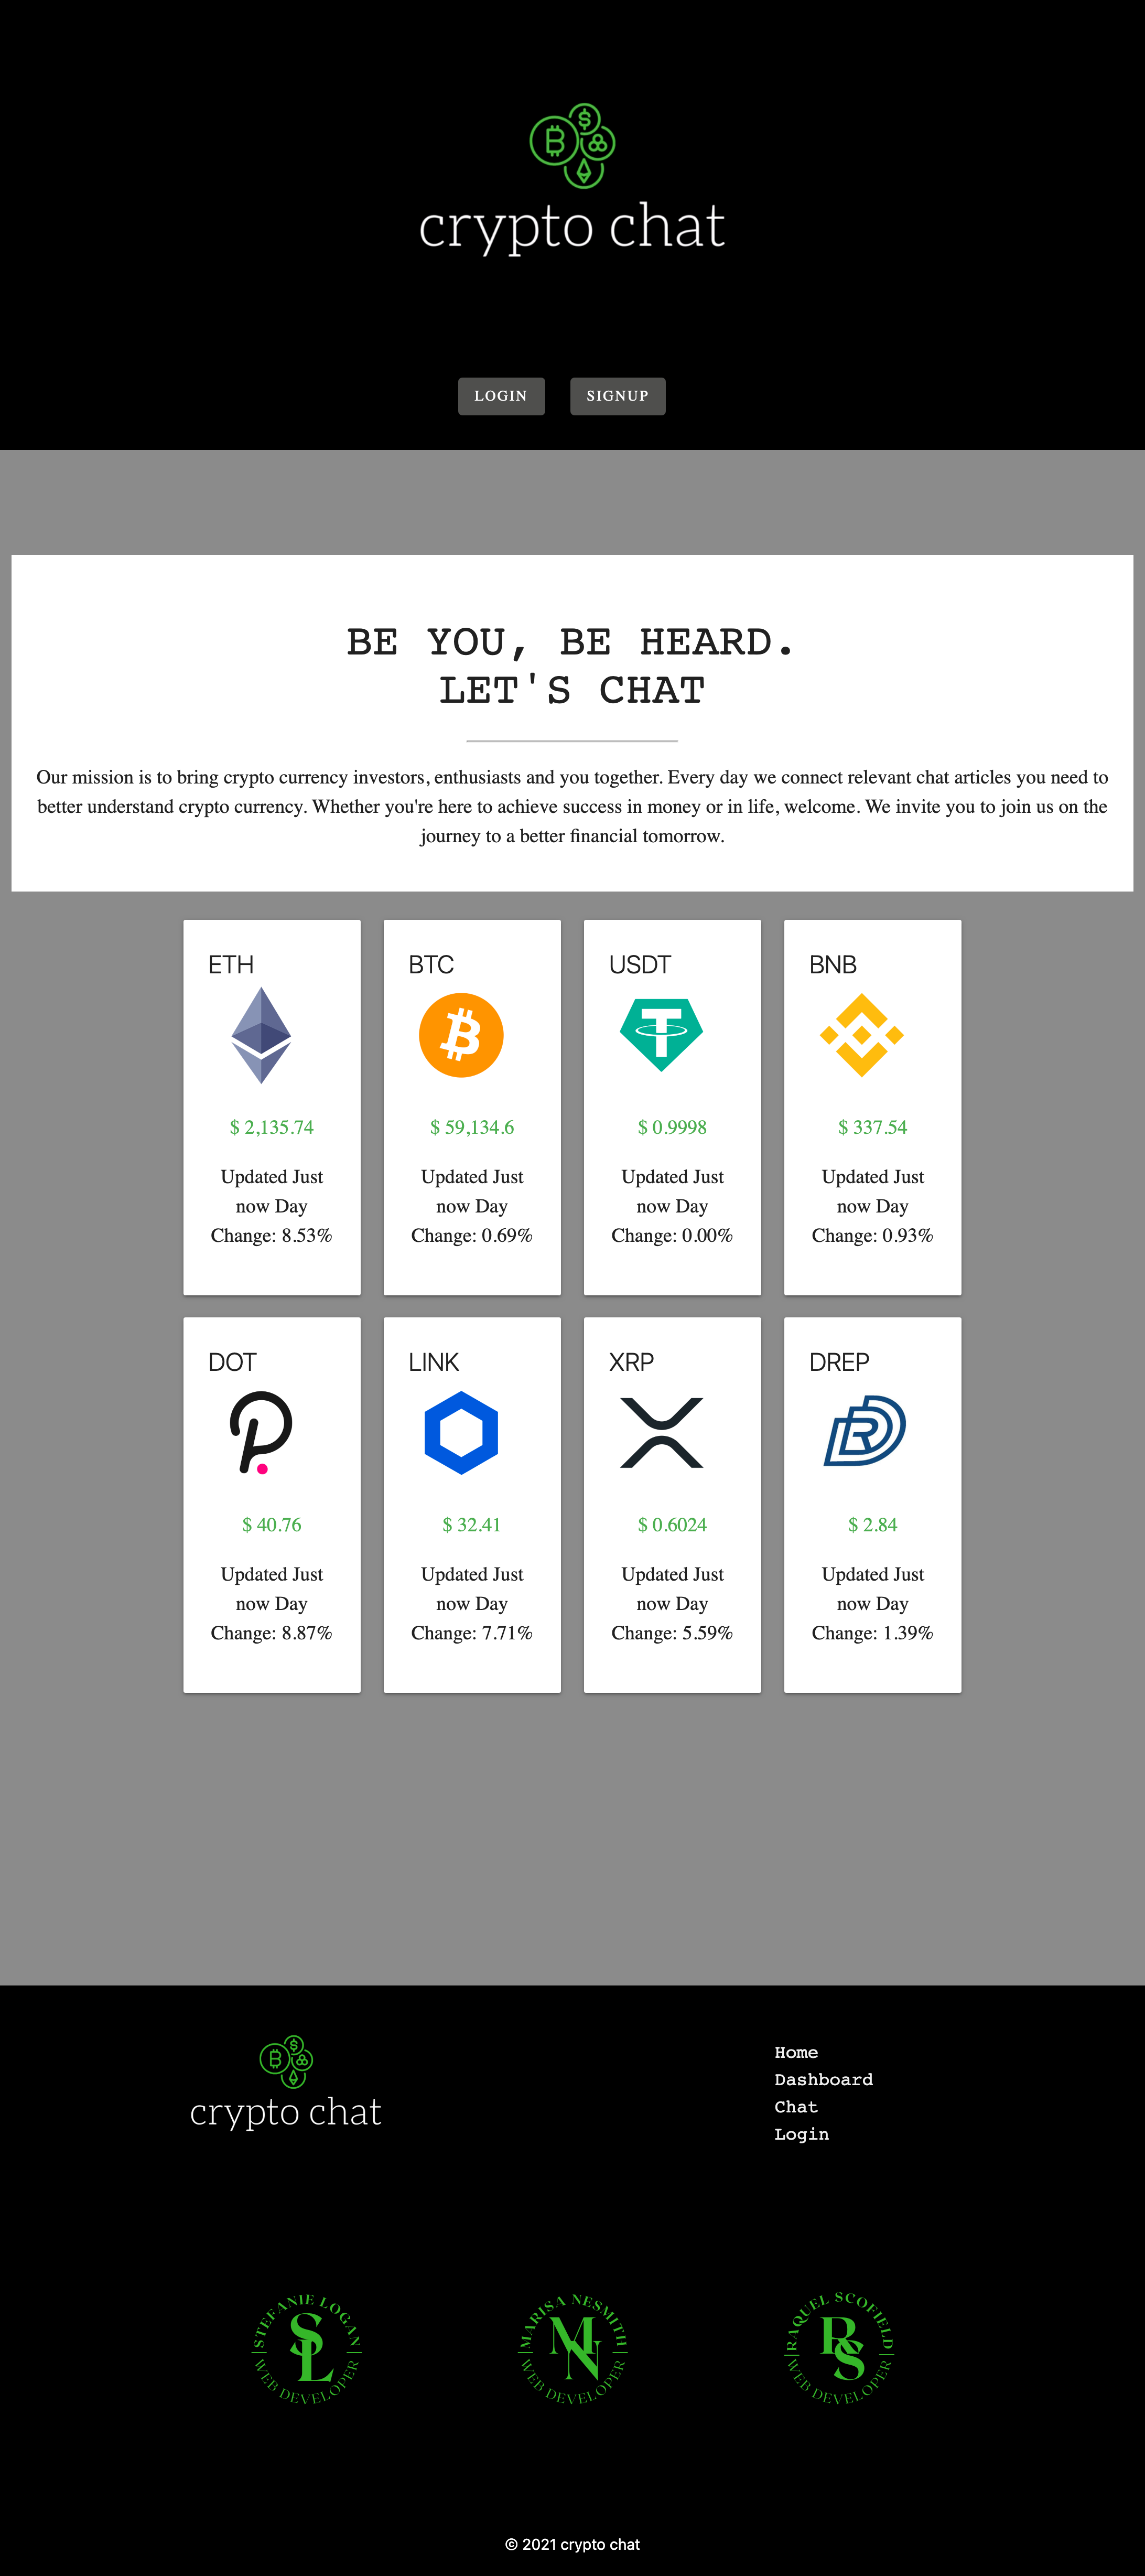 crypto chat
LOGIN SIGNUP
BE YOU, BE HEARD.
LET'S CHAT
Our mission is to bring crypto currency investors, enthusiasts and you together. Every day we connect relevant chat articles you need to
better understand crypto currency. Whether you're here to achieve success in money or in life, welcome. We invite you to join us on the
journey to a better financial tomorrow.
ETH
$ 2,135.74
Updated Just
now Day
Change: 8.53%
BTC
$ 59,134.6
Updated Just
now Day
Change: 0.69%
USDT
$ 0.9998
Updated Just
now Day
Change: 0.00%
BNB
$ 337.54
Updated Just
now Day
Change: 0.93%
DOT
$ 40.76
Updated Just
now Day
Change: 8.87%
LINK
$ 32.41
Updated Just
now Day
Change: 7.71%
XRP
$ 0.6024
Updated Just
now Day
Change: 5.59%
DREP
$ 2.84
Updated Just
now Day
Change: 1.39%
crypto chat
Home
Dashboard
Chat
Login
STEFANIE LOGAN
SL
WEB DEVELOPER
MARISA NESMITH
MN
WEB DEVELOPER
RAQUEL SCOFIELD
RS
WEB DEVELOPER
© 2021 crypto chat